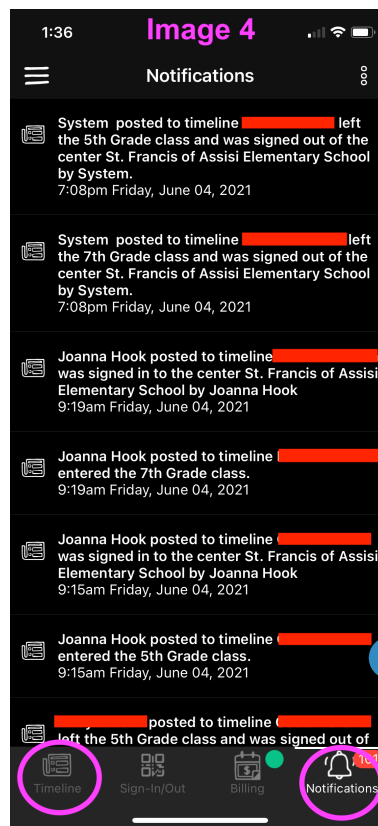 1:36
Image 4
Notifications
System posted to timeline left
the 5th Grade class and was signed out of the
center St. Francis of Assisi Elementary School
by System.
7:08pm Friday, June 04, 2021
System posted to timeline left
the 7th Grade class and was signed out of the
center St. Francis of Assisi Elementary School
by System.
7:08pm Friday, June 04, 2021
Joanna Hook posted to timeline
was signed in to the center St. Francis of Assisi
Elementary School by Joanna Hook
9:19am Friday, June 04, 2021
Joanna Hook posted to timeline
entered the 7th Grade class.
9:19am Friday, June 04, 2021
Joanna Hook posted to timeline
was signed in to the center St. Francis of Assisi
Elementary School by Joanna Hook
9:15am Friday, June 04, 2021
Joanna Hook posted to timeline
entered the 5th Grade class.
9:15am Friday, June 04, 2021
posted to timeline
left the 5th Grade class and was signed out of
Timeline
Sign-In/Out
Billing
Notifications